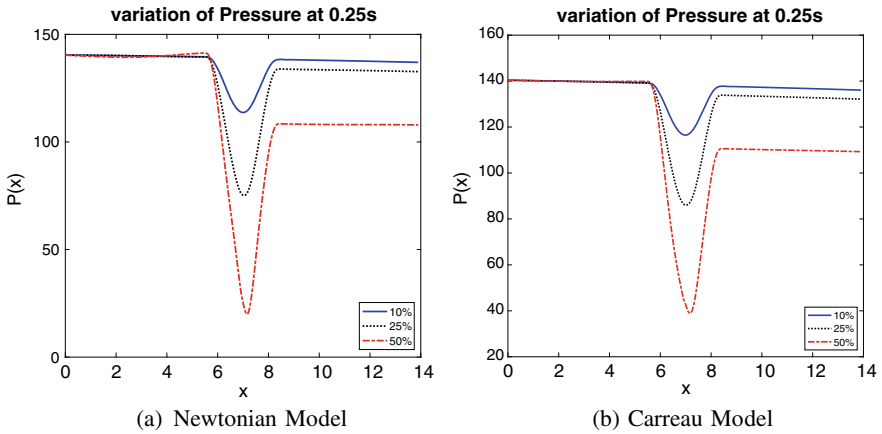 variation of Pressure at 0.25s
150
100
50
0
P(x)
0 2 4 6 8 10 12 14
x
10%
25%
50%
(a) Newtonian Model
variation of Pressure at 0.25s
160
140
120
100
80
60
40
20
P(x)
0 2 4 6 8 10 12 14
x
10%
25%
50%
(b) Carreau Model